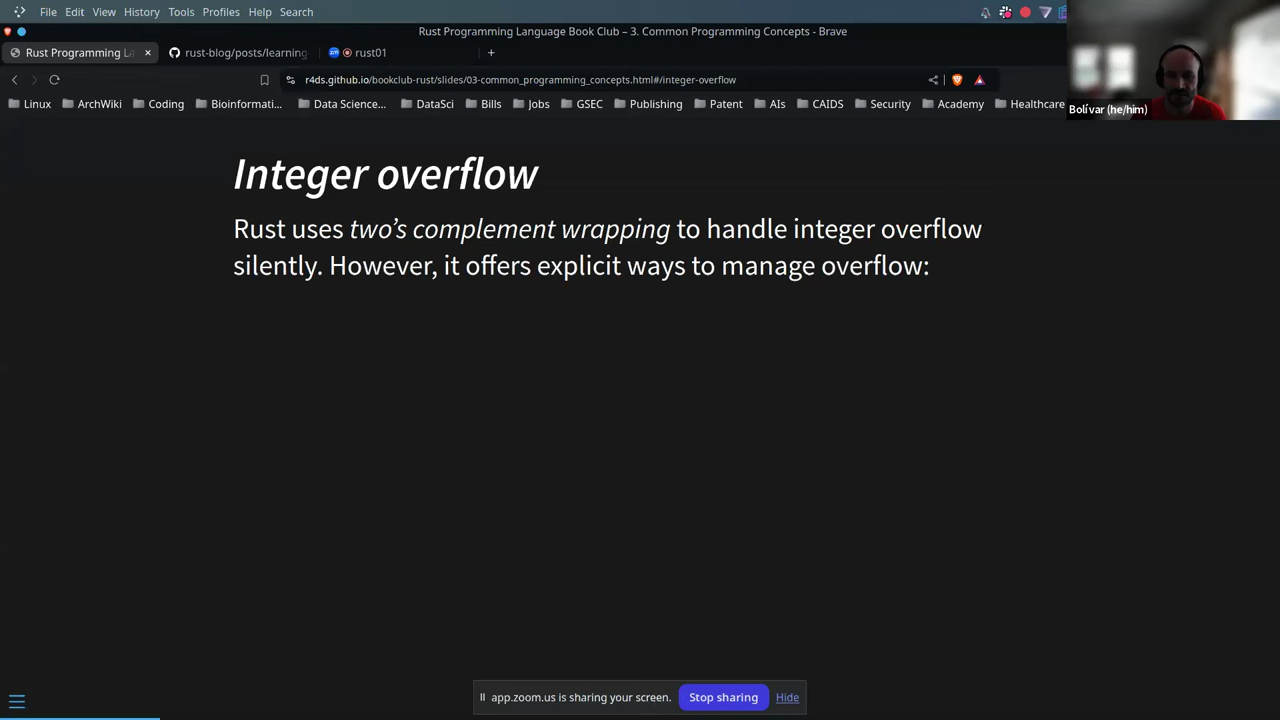 File Edit View History Tools Profiles Help Search
Rust Programming Language Book Club – 3. Common Programming Concepts - Brave
Rust Programming La
rust-blog/posts/learning
zm rust01
r4ds.github.io/bookclub-rust/slides/03-common_programming_concepts.html#/integer-overflow
Linux ArchWiki Coding Bioinformati... Data Science... DataSci Bills Jobs GSEC Publishing Patent AIs CAIDS Security Academy Healthcare
Bolívar (he/him)
Integer overflow
Rust uses two’s complement wrapping to handle integer overflow
silently. However, it offers explicit ways to manage overflow:
app.zoom.us is sharing your screen. Stop sharing Hide